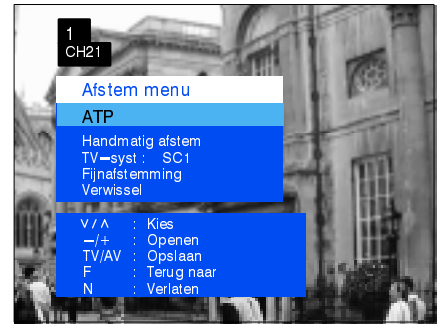 1
CH21
Afstem menu
ATP
Handmatig afstem
TV–syst : SC1
Fijnafstemming
Verwissel
∨/∧ : Kies
–/+ : Openen
TV/AV : Opslaan
F : Terug naar
N : Verlaten